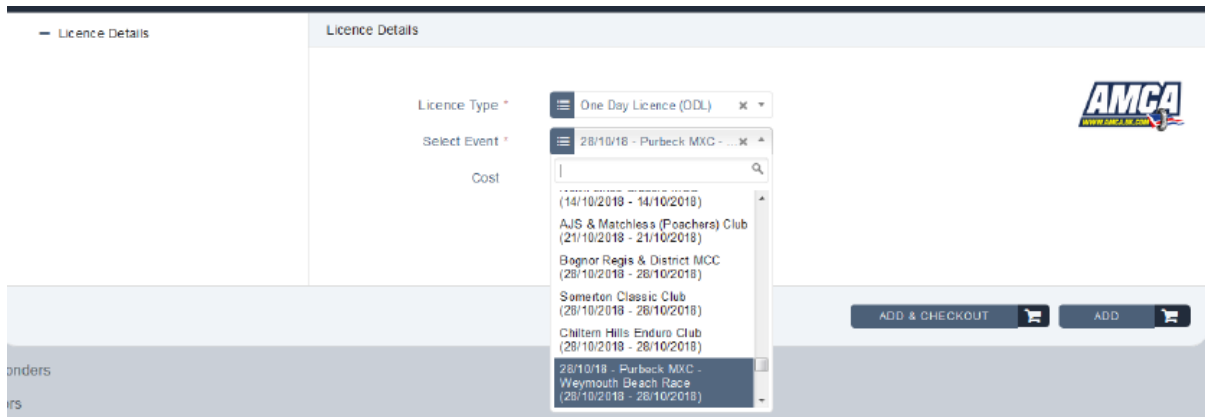 Licence Details
Licence Details
Licence Type *
One Day Licence (ODL)
AMCA
WWW.AMCA.UK.COM
Select Event *
28/10/18 - Purbeck MXC - ...
Cost
(14/10/2018 - 14/10/2018)
AJS & Matchless (Poachers) Club
(21/10/2018 - 21/10/2018)
Bognor Regis & District MCC
(28/10/2018 - 28/10/2018)
Somerton Classic Club
(28/10/2018 - 28/10/2018)
Chiltern Hills Enduro Club
(28/10/2018 - 28/10/2018)
28/10/18 - Purbeck MXC -
Weymouth Beach Race
(28/10/2018 - 28/10/2018)
ADD & CHECKOUT
ADD
onders
rs